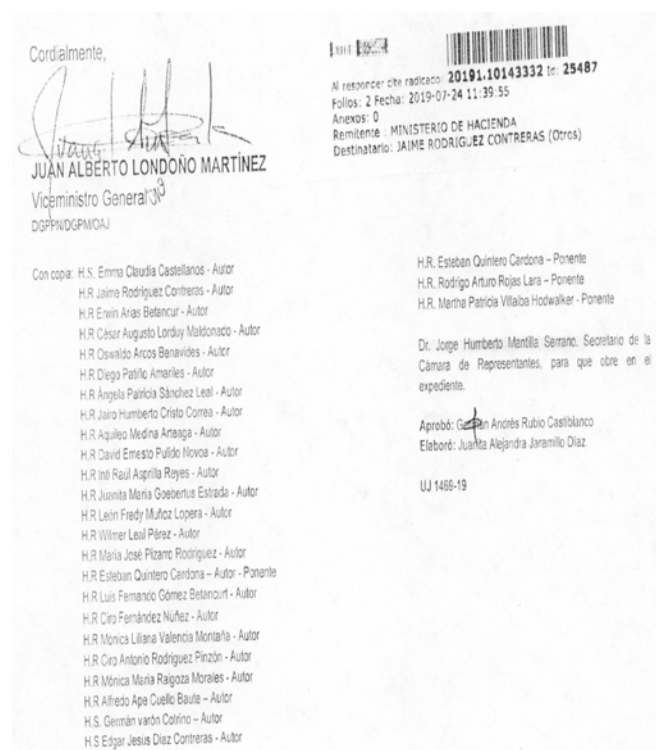 Cordialmente,
JUAN ALBERTO LONDOÑO MARTÍNEZ
Viceministro General
DGPPN/DGPM/OAJ
Al responder cite radicado: 20191.10143332 Id: 25487
Folios: 2 Fecha: 2019-07-24 11:39:55
Anexos: 0
Remitente : MINISTERIO DE HACIENDA
Destinatario: JAIME RODRIGUEZ CONTRERAS (Otros)
Con copia: H.S. Emma Claudia Castellanos - Autor
H.R Jaime Rodriguez Contreras - Autor
H.R Erwin Arias Betancur - Autor
H.R César Augusto Lorduy Maldonado - Autor
H.R Oswaldo Arcos Benavides - Autor
H.R Diego Patiño Amariles - Autor
H.R Ángela Patricia Sánchez Leal - Autor
H.R Jairo Humberto Cristo Correa - Autor
H.R Aquileo Medina Arteaga - Autor
H.R David Ernesto Pulido Novoa - Autor
H.R Inti Raúl Asprilla Reyes - Autor
H.R Juanita Maria Goebertus Estrada - Autor
H.R León Fredy Muñoz Lopera - Autor
H.R Wilmer Leal Pérez - Autor
H.R Maria José Pizarro Rodriguez - Autor
H.R Esteban Quintero Cardona – Autor - Ponente
H.R Luis Fernando Gómez Betancurt - Autor
H.R Ciro Fernández Núñez - Autor
H.R Mónica Liliana Valencia Montaña - Autor
H.R Ciro Antonio Rodriguez Pinzón - Autor
H.R Mónica Maria Raigoza Morales - Autor
H.R Alfredo Ape Cuello Baute – Autor
H.S. Germán varón Cotrino – Autor
H.S Edgar Jesús Diaz Contreras - Autor
H.R. Esteban Quintero Cardona – Ponente
H.R. Rodrigo Arturo Rojas Lara – Ponente
H.R. Martha Patricia Villalba Hodwalker - Ponente
Dr. Jorge Humberto Mantilla Serrano. Secretario de la
Cámara de Representantes, para que obre en el
expediente.
Aprobó: Andrés Rubio Castiblanco
Elaboró: Juanita Alejandra Jaramillo Díaz
UJ 1469-19